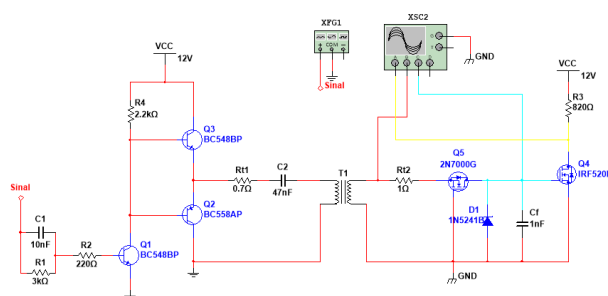 XFG1
COM
Sinal
XSC2
GND
VCC
12V
R4
2.2kΩ
Q3
BC548BP
Q2
BC558AP
Rt1
0.7Ω
C2
47nF
T1
Rt2
1Ω
Q5
2N7000G
D1
1N5241B
Cf
1nF
GND
VCC
12V
R3
820Ω
Q4
IRF520
Sinal
C1
10nF
R1
3kΩ
R2
220Ω
Q1
BC548BP